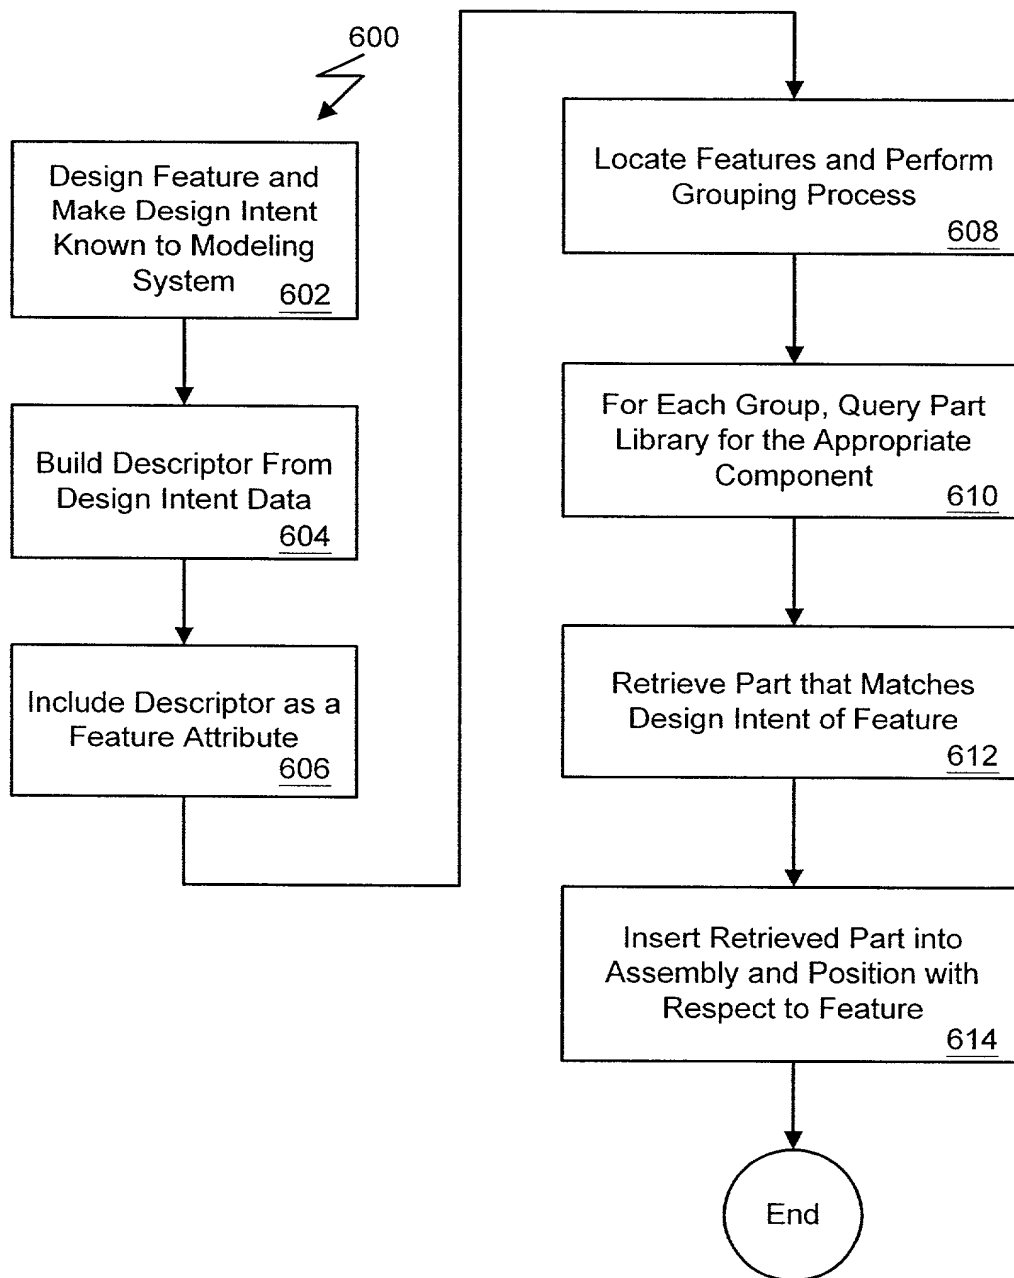 600
Design Feature and
Make Design Intent
Known to Modeling
System
602
Build Descriptor From
Design Intent Data
604
Include Descriptor as a
Feature Attribute
606
Locate Features and Perform
Grouping Process
608
For Each Group, Query Part
Library for the Appropriate
Component
610
Retrieve Part that Matches
Design Intent of Feature
612
Insert Retrieved Part into
Assembly and Position with
Respect to Feature
614
End